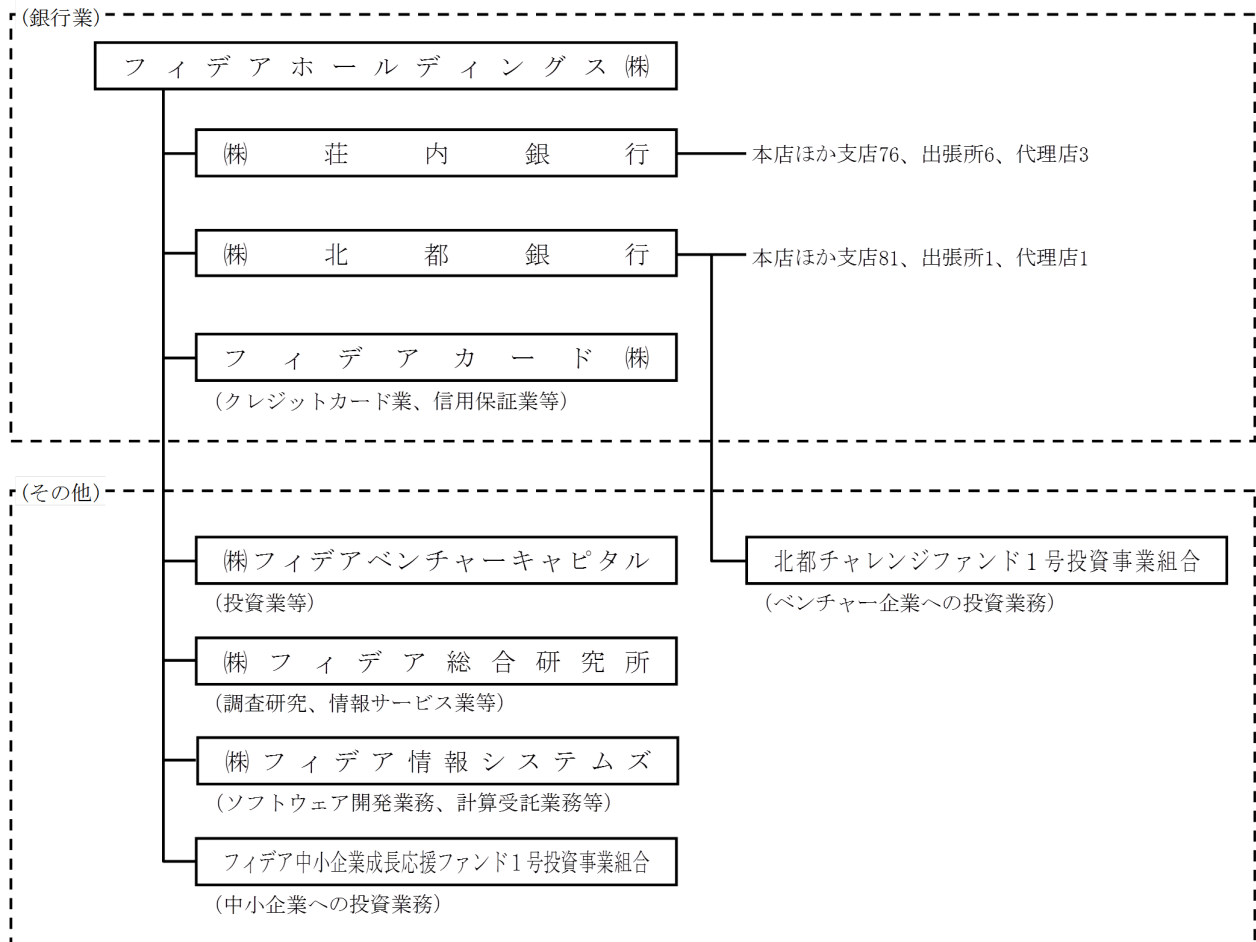 (銀行業)
フィデアホールディングス㈱
㈱荘内銀行
本店ほか支店76、出張所6、代理店3
㈱北都銀行
本店ほか支店81、出張所1、代理店1
フィデアカード㈱
(クレジットカード業、信用保証業等)
(その他)
㈱フィデアベンチャーキャピタル
(投資業等)
北都チャレンジファンド1号投資事業組合
(ベンチャー企業への投資業務)
㈱フィデア総合研究所
(調査研究、情報サービス業等)
㈱フィデア情報システムズ
(ソフトウェア開発業務、計算受託業務等)
フィデア中小企業成長応援ファンド1号投資事業組合
(中小企業への投資業務)